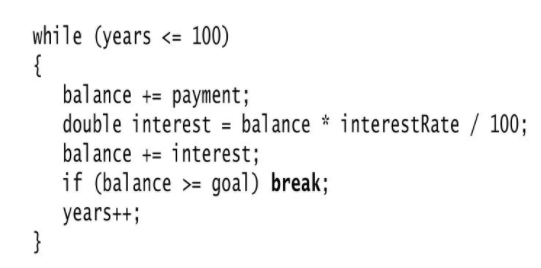 while (years <= 100)
{
balance += payment;
double interest = balance * interestRate / 100;
balance += interest;
if (balance >= goal) break;
years++;
}